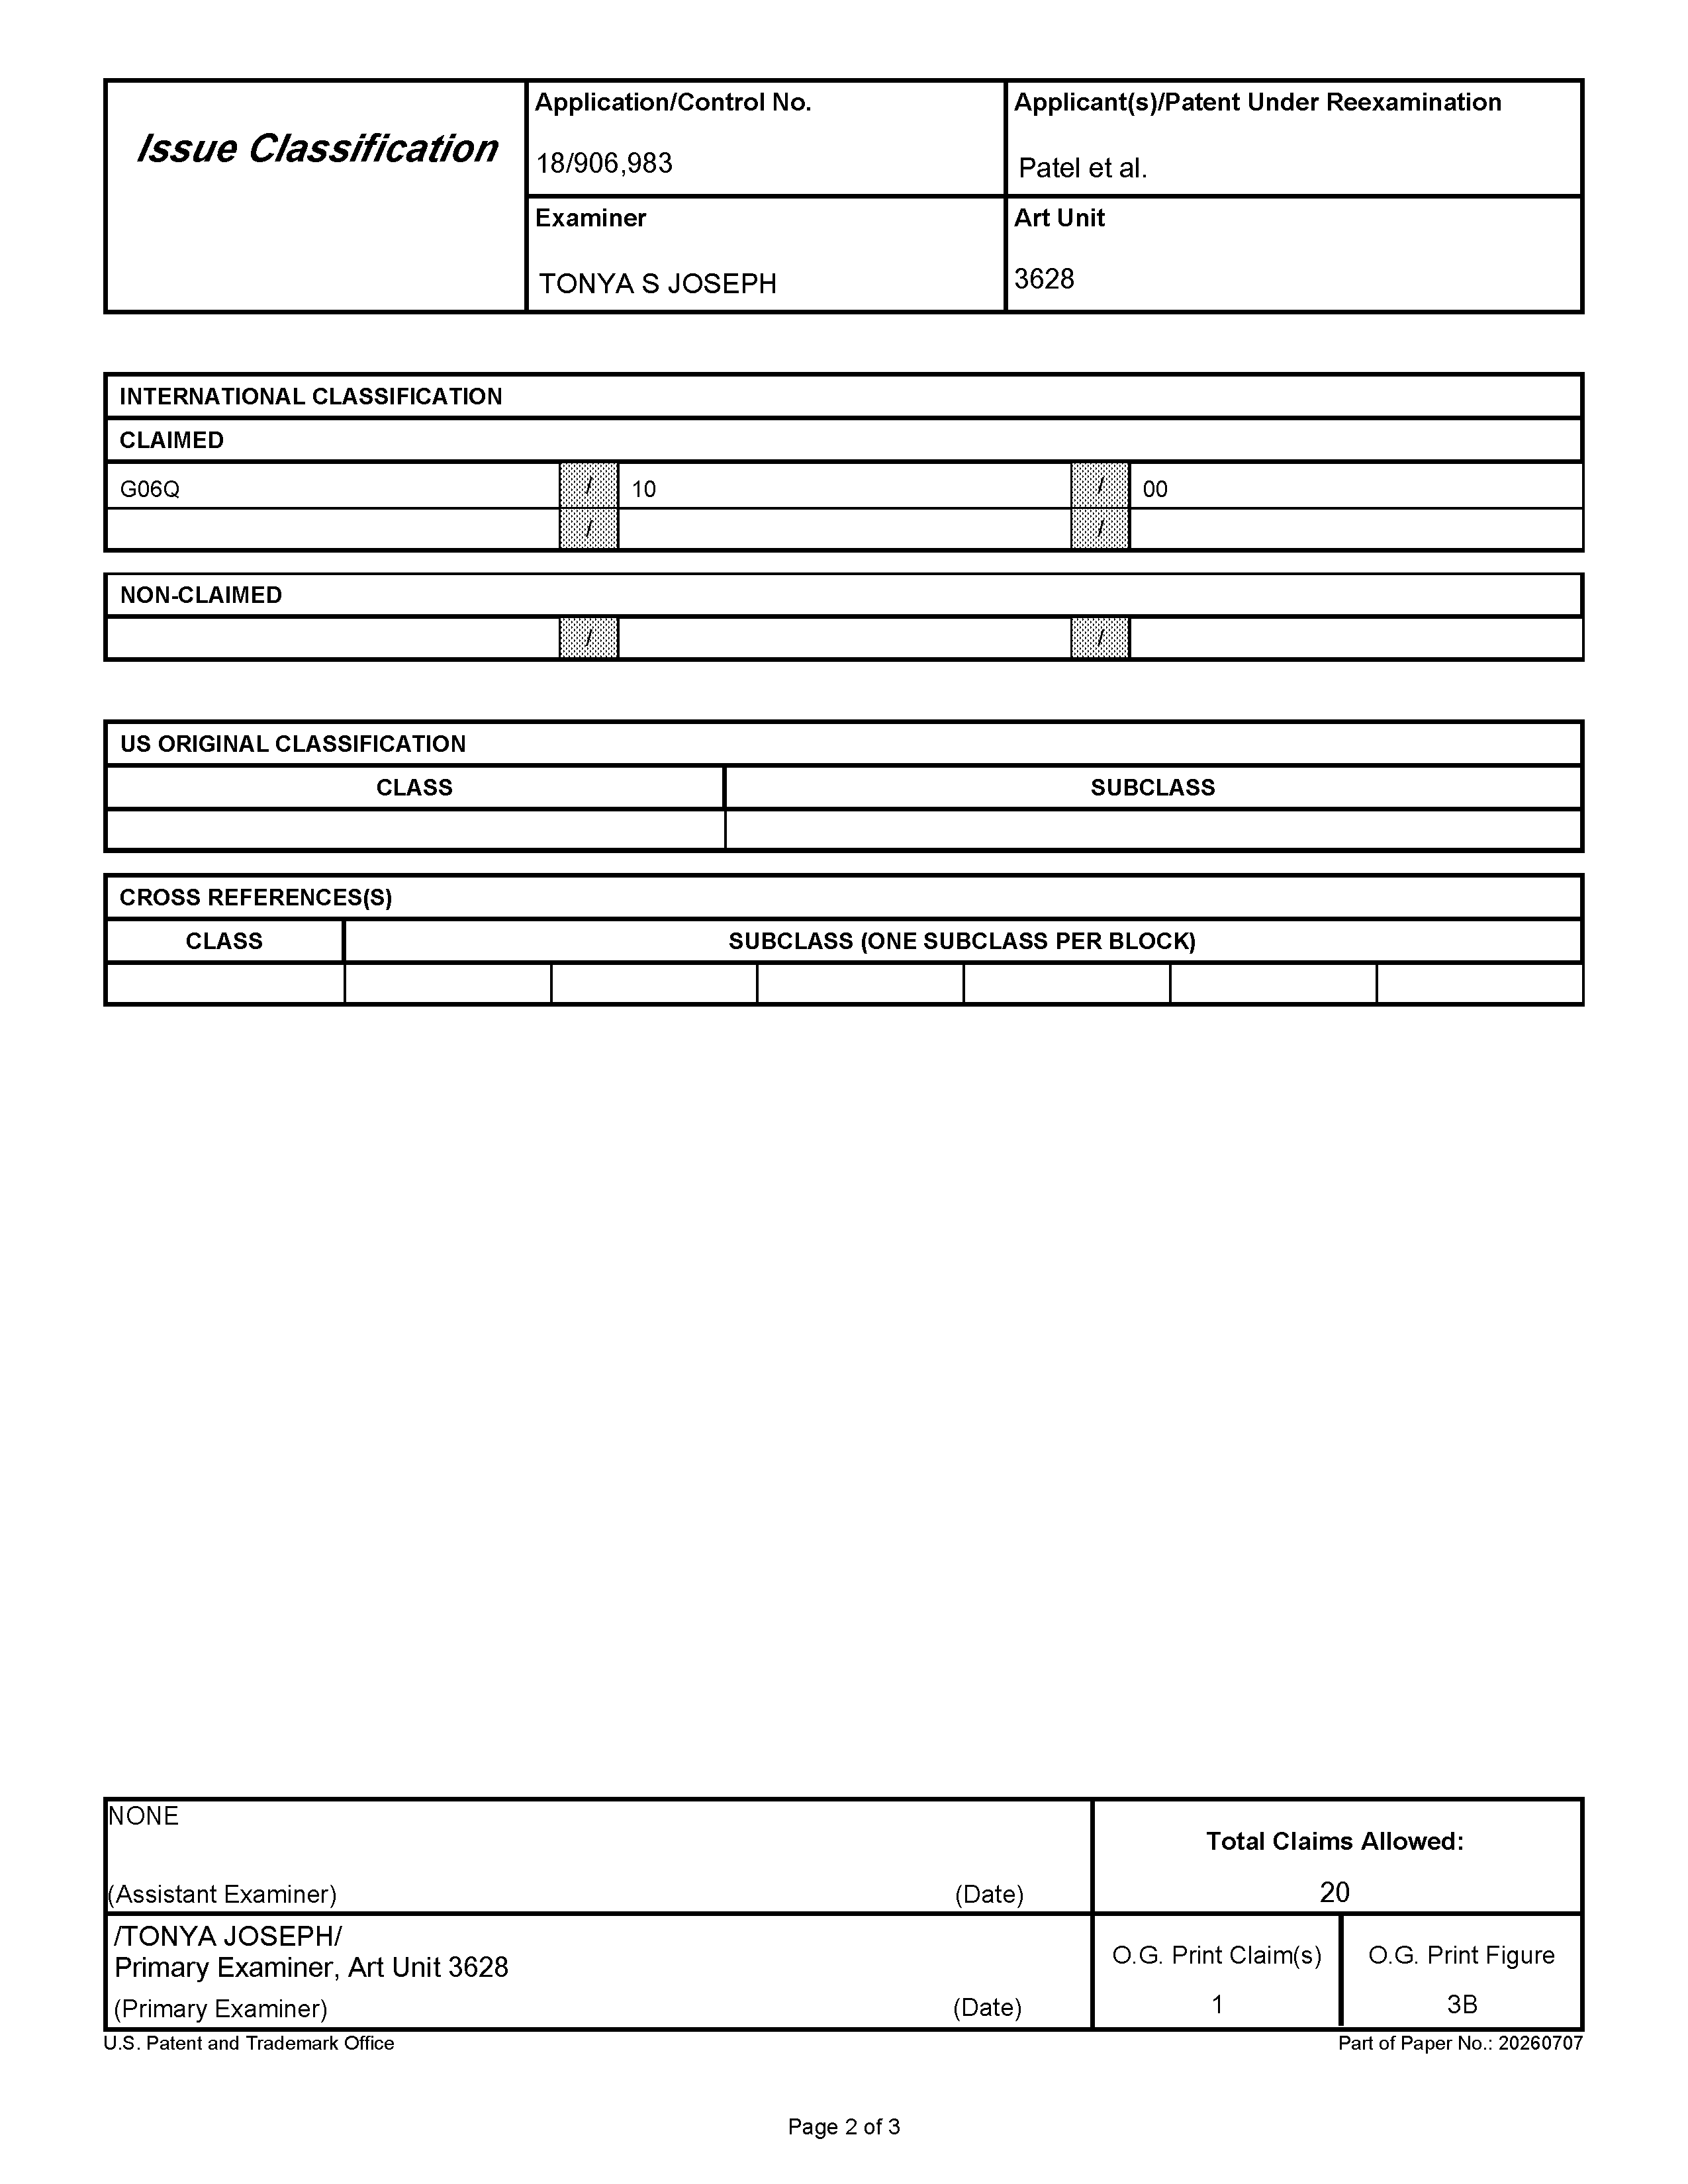 Issue Classification
Application/Control No.
18/906,983
Applicant(s)/Patent Under Reexamination
Patel et al.
Examiner
TONYA S JOSEPH
Art Unit
3628
INTERNATIONAL CLASSIFICATION
CLAIMED
G06Q / 10 / 00
/ /
NON-CLAIMED
/ /
US ORIGINAL CLASSIFICATION
CLASS SUBCLASS
CROSS REFERENCES(S)
CLASS SUBCLASS (ONE SUBCLASS PER BLOCK)
NONE
(Assistant Examiner) (Date)
Total Claims Allowed:
20
/TONYA JOSEPH/
Primary Examiner, Art Unit 3628
(Primary Examiner) (Date)
O.G. Print Claim(s) O.G. Print Figure
1 3B
U.S. Patent and Trademark Office Part of Paper No.: 20260707
Page 2 of 3